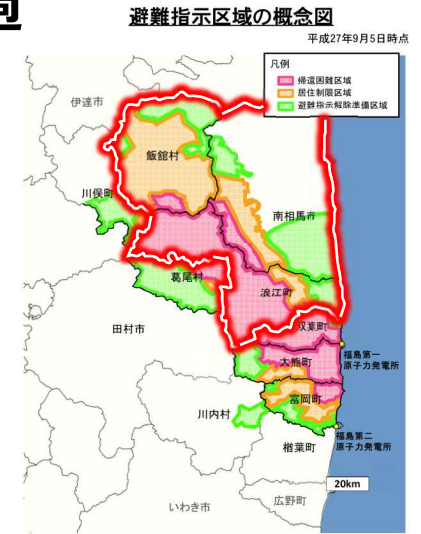 避難指示区域の概念図
平成27年9月5日時点
凡例
帰還困難区域
居住制限区域
避難指示解除準備区域
伊達市
飯舘村
川俣町
南相馬市
葛尾村
浪江町
双葉町
田村市
大熊町
福島第一
原子力発電所
富岡町
川内村
福島第二
原子力発電所
楢葉町
20km
いわき市
広野町